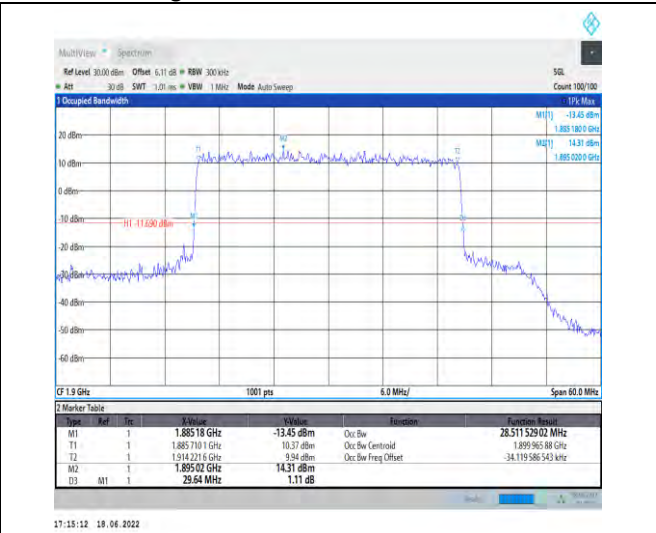 MultiView Spectrum
Ref Level 30.00 dBm Offset 6.11 dB RBW 300 kHz SGL
Att 30 dB SWT 1.01 ms VBW 1 MHz Mode Auto Sweep Count 100/100
1 Occupied Bandwidth 1Pk Max
M1[1] -13.45 dBm
1.885 180 0 GHz
M2[1] 14.31 dBm
1.895 020 0 GHz
20 dBm
M2
T1
T2
10 dBm
0 dBm
-10 dBm
M1
H1 -11.690 dBm
D3
-20 dBm
-30 dBm
-40 dBm
-50 dBm
-60 dBm
CF 1.9 GHz 1001 pts 6.0 MHz/ Span 60.0 MHz
2 Marker Table
Type Ref Trc X-Value Y-Value Function Function Result
M1 1 1.88518 GHz -13.45 dBm Occ Bw 28.511 529 02 MHz
T1 1 1.885 710 1 GHz 10.37 dBm Occ Bw Centroid 1.899 965 88 GHz
T2 1 1.914 221 6 GHz 9.94 dBm Occ Bw Freq Offset -34.119 586 543 kHz
M2 1 1.89502 GHz 14.31 dBm
D3 M1 1 29.64 MHz 1.11 dB
17:15:12 18.06.2022